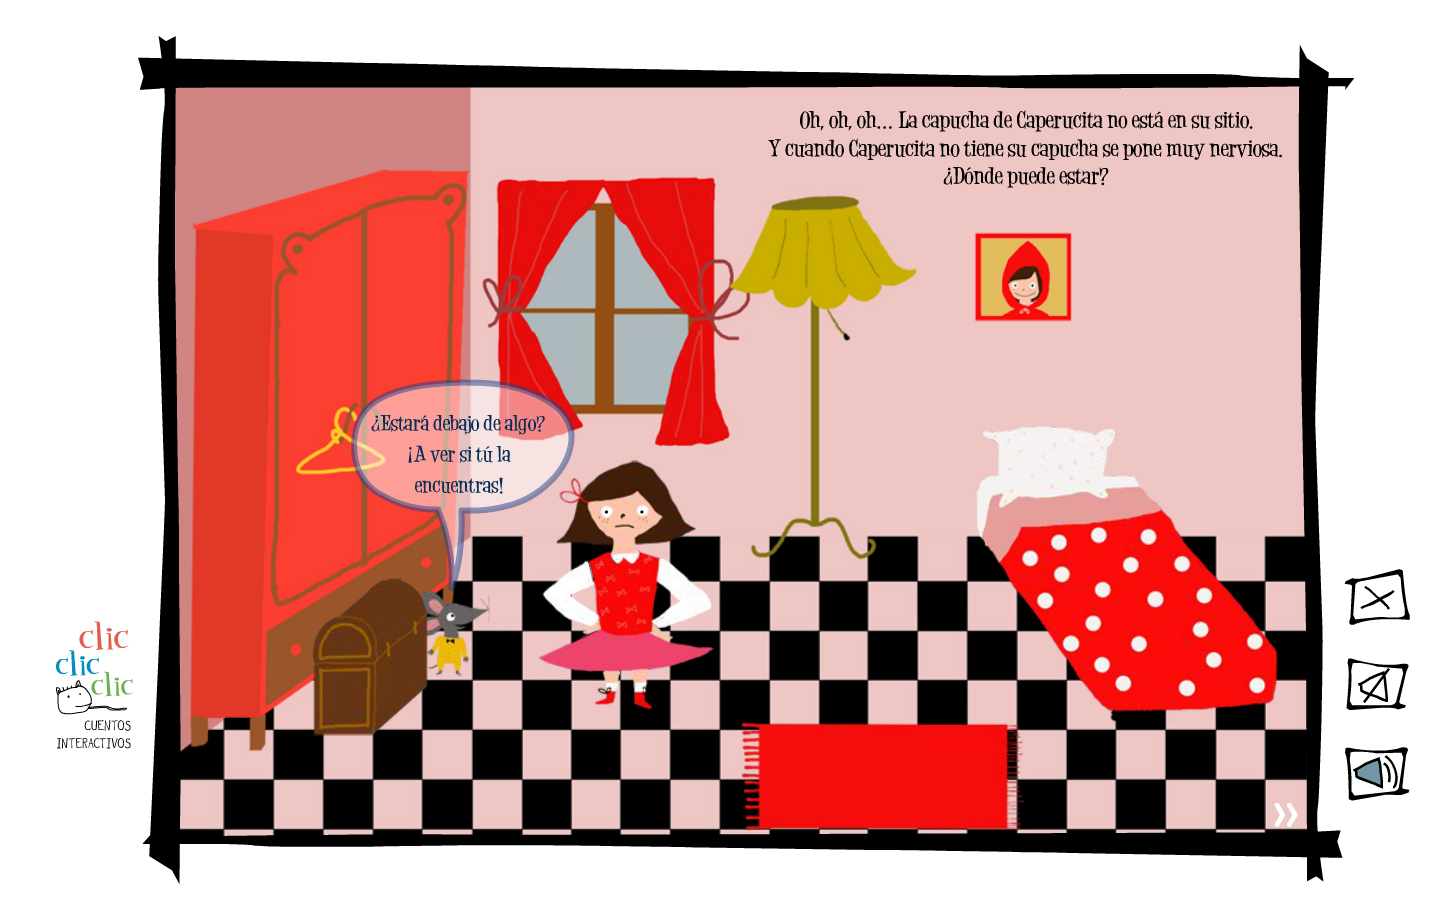 Oh, oh, oh... La capucha de Caperucita no está en su sitio.
Y cuando Caperucita no tiene su capucha se pone muy nerviosa.
¿Dónde puede estar?
¿Estará debajo de algo?
¡A ver si tú la
encuentras!
clic
clic
clic
CUENTOS
INTERACTIVOS